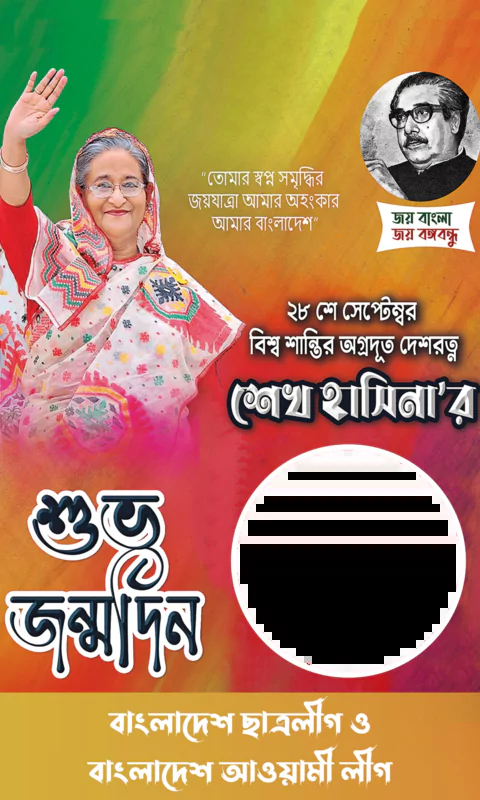 "তোমার স্বপ্ন সমৃদ্ধির
জয়যাত্রা আমার অহংকার
আমার বাংলাদেশ"
জয় বাংলা
জয় বঙ্গবন্ধু
২৮ শে সেপ্টেম্বর
বিশ্ব শান্তির অগ্রদূত দেশরত্ন
শেখ হাসিনা'র
শুভ
জন্মদিন
বাংলাদেশ ছাত্রলীগ ও
বাংলাদেশ আওয়ামী লীগ